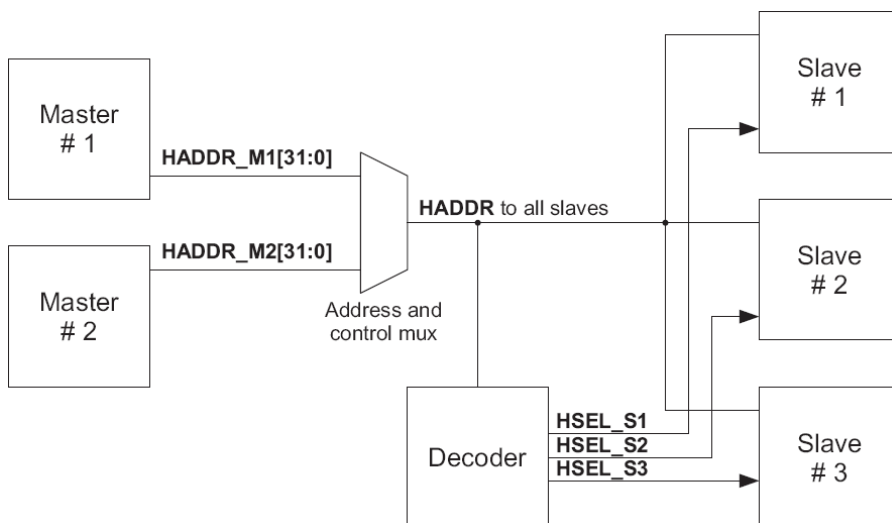 Master
# 1
HADDR_M1[31:0]
Master
# 2
HADDR_M2[31:0]
Address and
control mux
HADDR to all slaves
Decoder
HSEL_S1
HSEL_S2
HSEL_S3
Slave
# 1
Slave
# 2
Slave
# 3